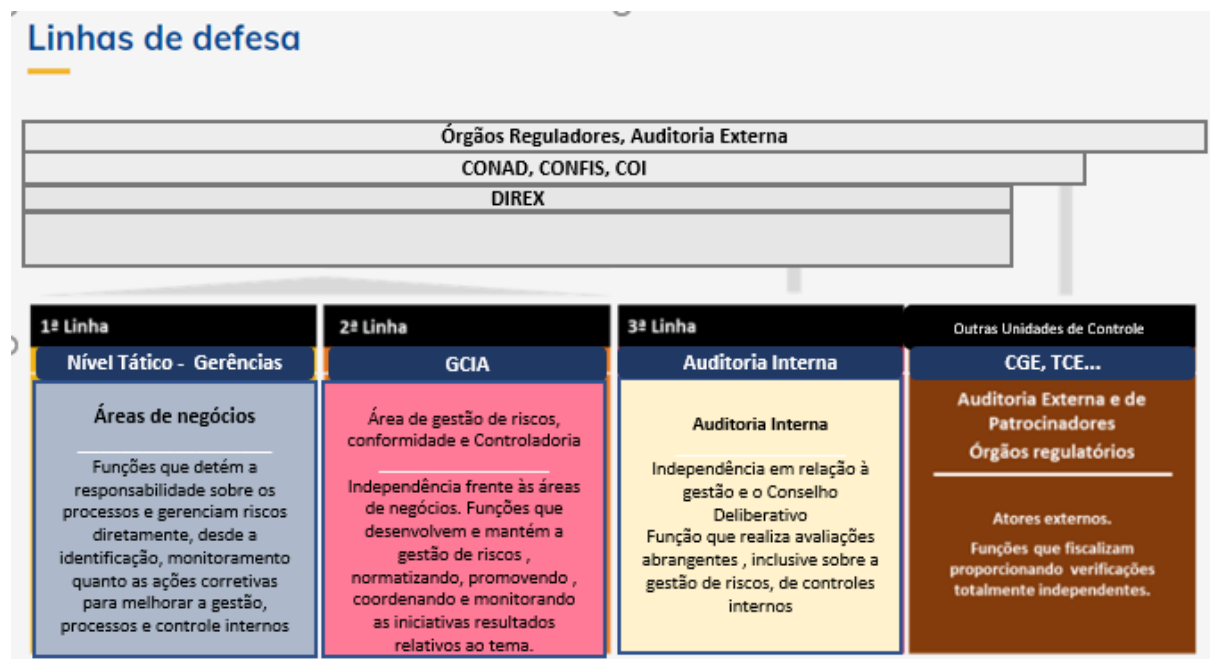 Linhas de defesa
Órgãos Reguladores, Auditoria Externa
CONAD, CONFIS, COI
DIREX
1ª Linha
Nível Tático - Gerências
Áreas de negócios
Funções que detém a
responsabilidade sobre os
processos e gerenciam riscos
diretamente, desde a
identificação, monitoramento
quanto as ações corretivas
para melhorar a gestão,
processos e controle internos
2ª Linha
GCIA
Área de gestão de riscos,
conformidade e Controladoria
Independência frente às áreas
de negócios. Funções que
desenvolvem e mantém a
gestão de riscos ,
normatizando, promovendo ,
coordenando e monitorando
as iniciativas resultados
relativos ao tema.
3ª Linha
Auditoria Interna
Auditoria Interna
Independência em relação à
gestão e o Conselho
Deliberativo
Função que realiza avaliações
abrangentes , inclusive sobre a
gestão de riscos, de controles
internos
Outras Unidades de Controle
CGE, TCE...
Auditoria Externa e de
Patrocinadores
Órgãos regulatórios
Atores externos.
Funções que fiscalizam
proporcionando verificações
totalmente independentes.